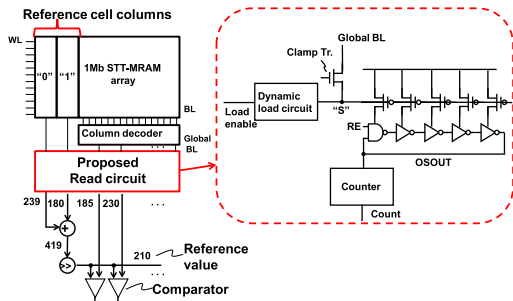 Reference cell columns
WL
"0"
"1"
1Mb STT-MRAM
array
BL
Column decoder
Global
BL
Proposed
Read circuit
239
180
185
230
. . .
+
419
>>
210
. . .
Reference
value
Comparator
. . .
Global BL
Clamp Tr.
Dynamic
load circuit
Load
enable
"S"
RE
OSOUT
Counter
Count